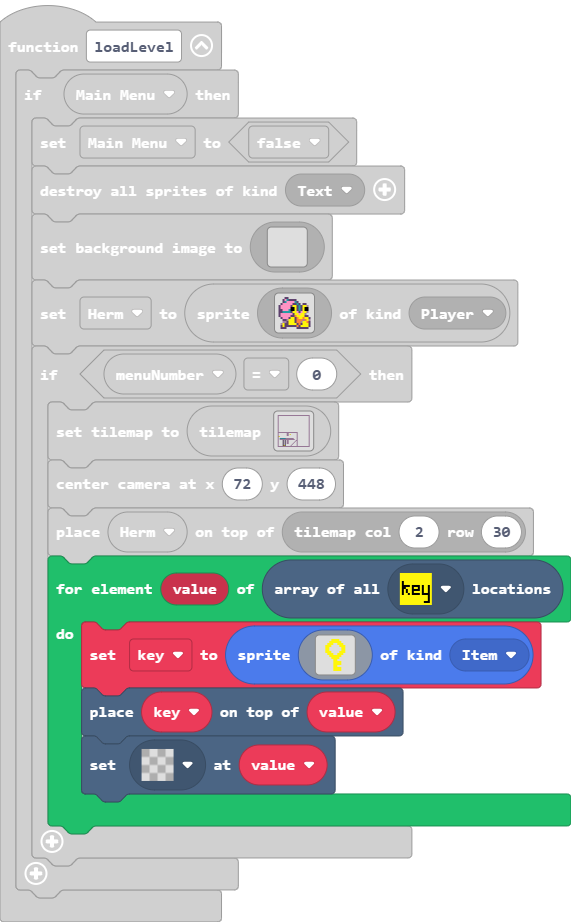 function loadLevel
if Main Menu then
set Main Menu to false
destroy all sprites of kind Text
set background image to
set Herm to sprite of kind Player
if menuNumber = 0 then
set tilemap to tilemap
center camera at x 72 y 448
place Herm on top of tilemap col 2 row 30
for element value of array of all key locations
do
set key to sprite of kind Item
place key on top of value
set at value